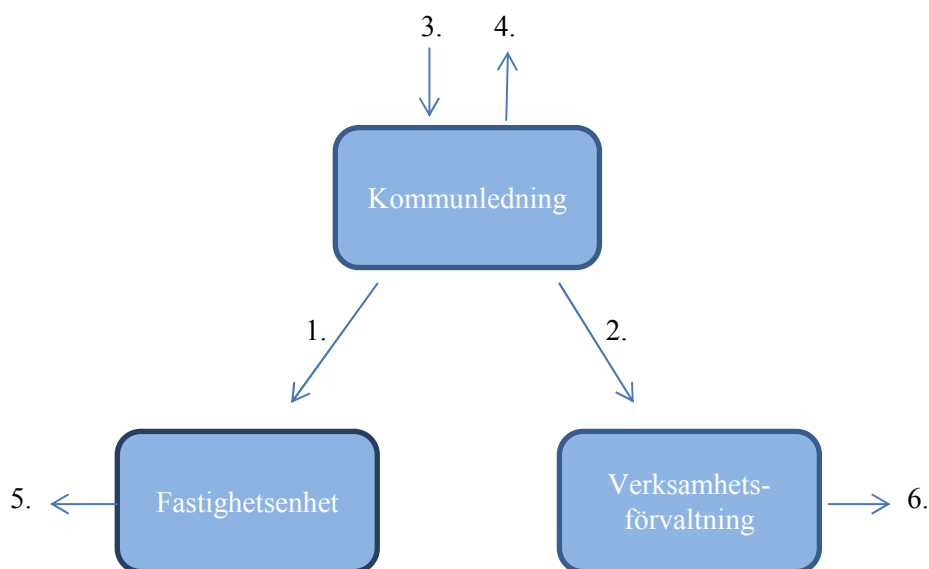 3.
4.
Kommunledning
1.
2.
5.
Fastighetsenhet
Verksamhets-
förvaltning
6.